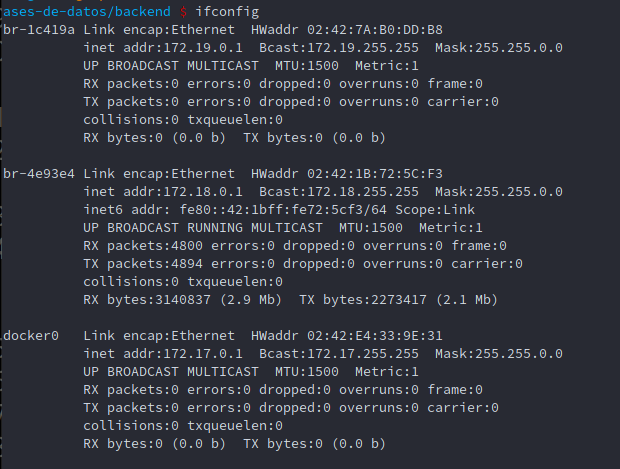 ases-de-datos/backend $ ifconfig
br-1c419a Link encap:Ethernet  HWaddr 02:42:7A:B0:DD:B8
          inet addr:172.19.0.1  Bcast:172.19.255.255  Mask:255.255.0.0
          UP BROADCAST MULTICAST  MTU:1500  Metric:1
          RX packets:0 errors:0 dropped:0 overruns:0 frame:0
          TX packets:0 errors:0 dropped:0 overruns:0 carrier:0
          collisions:0 txqueuelen:0
          RX bytes:0 (0.0 b)  TX bytes:0 (0.0 b)

br-4e93e4 Link encap:Ethernet  HWaddr 02:42:1B:72:5C:F3
          inet addr:172.18.0.1  Bcast:172.18.255.255  Mask:255.255.0.0
          inet6 addr: fe80::42:1bff:fe72:5cf3/64 Scope:Link
          UP BROADCAST RUNNING MULTICAST  MTU:1500  Metric:1
          RX packets:4800 errors:0 dropped:0 overruns:0 frame:0
          TX packets:4894 errors:0 dropped:0 overruns:0 carrier:0
          collisions:0 txqueuelen:0
          RX bytes:3140837 (2.9 Mb)  TX bytes:2273417 (2.1 Mb)

docker0   Link encap:Ethernet  HWaddr 02:42:E4:33:9E:31
          inet addr:172.17.0.1  Bcast:172.17.255.255  Mask:255.255.0.0
          UP BROADCAST MULTICAST  MTU:1500  Metric:1
          RX packets:0 errors:0 dropped:0 overruns:0 frame:0
          TX packets:0 errors:0 dropped:0 overruns:0 carrier:0
          collisions:0 txqueuelen:0
          RX bytes:0 (0.0 b)  TX bytes:0 (0.0 b)